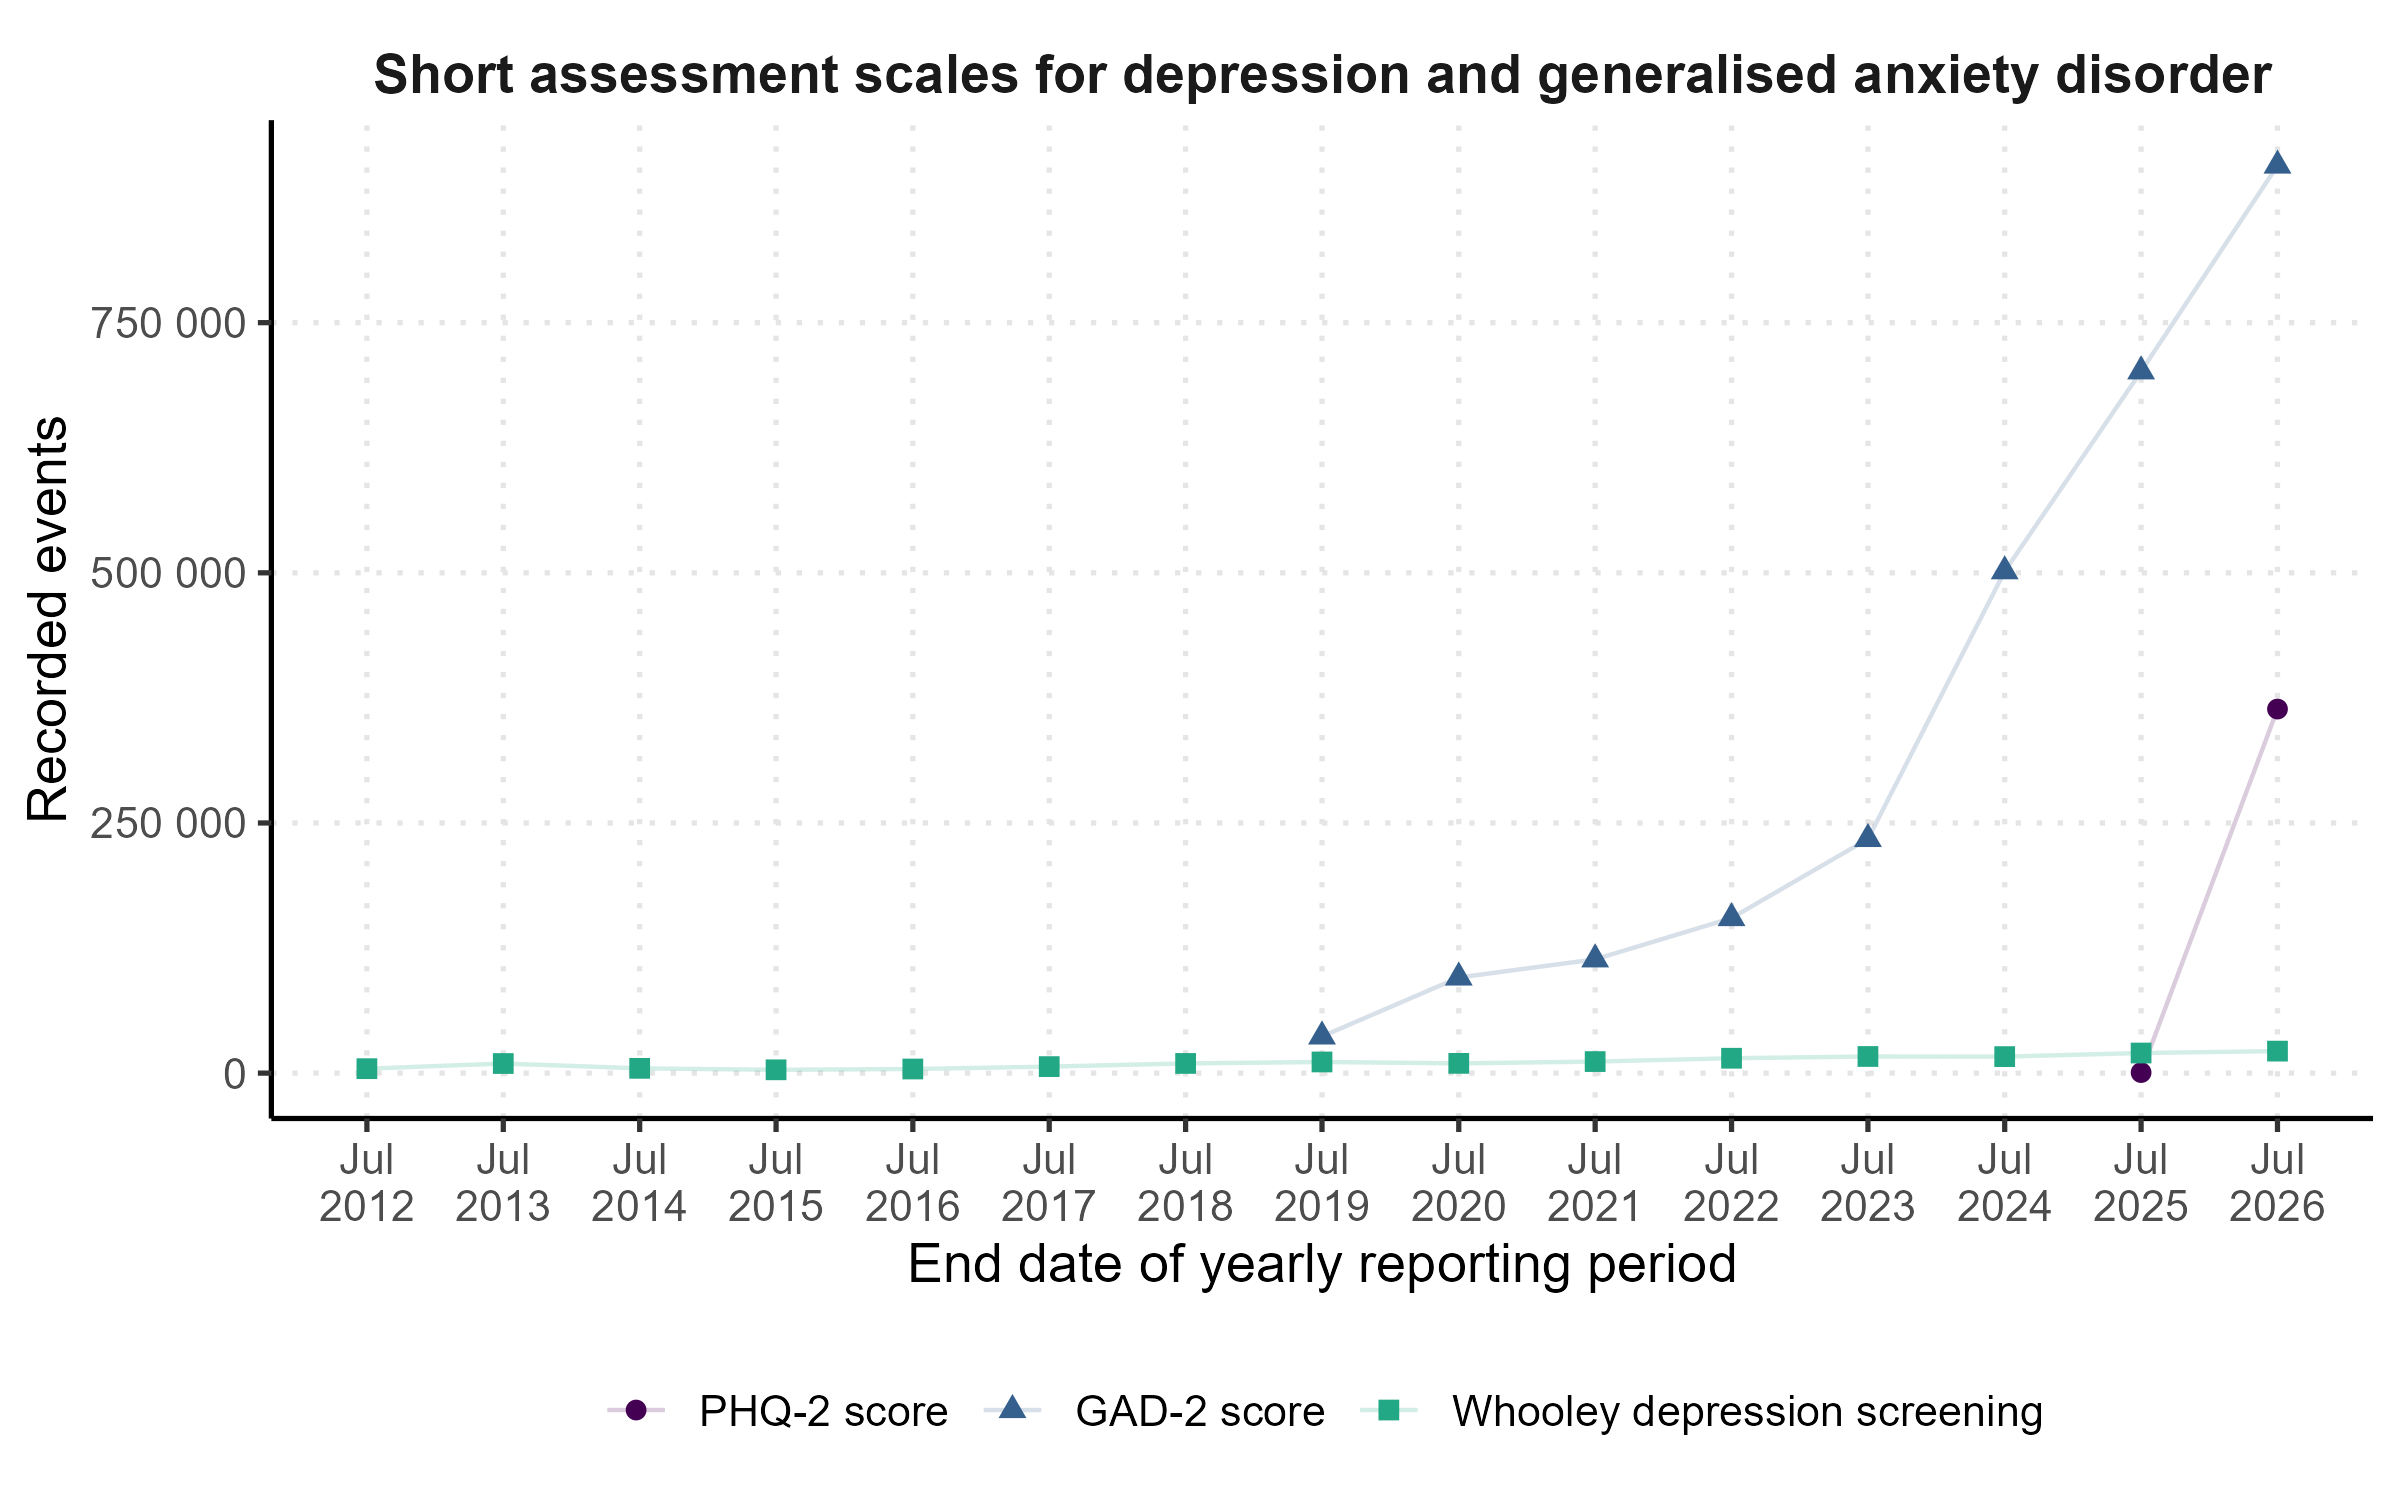 Short assessment scales for depression and generalised anxiety disorder
Recorded events
750 000
500 000
250 000
0
Jul Jul Jul Jul Jul Jul Jul Jul Jul Jul Jul Jul Jul Jul Jul
2012 2013 2014 2015 2016 2017 2018 2019 2020 2021 2022 2023 2024 2025 2026
End date of yearly reporting period
PHQ-2 score GAD-2 score Whooley depression screening